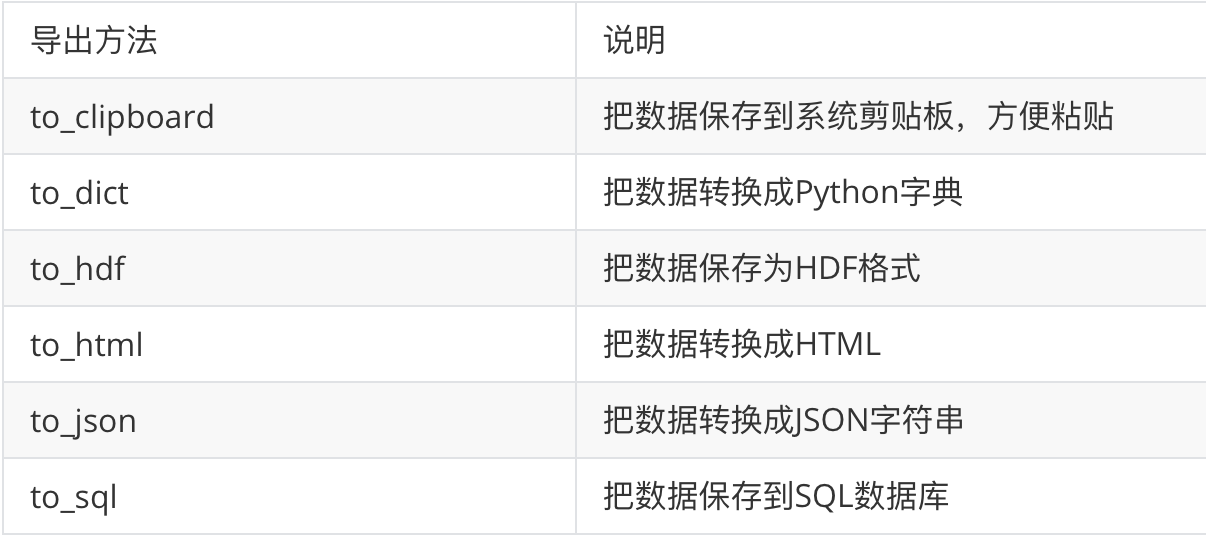 导出方法 说明
to_clipboard 把数据保存到系统剪贴板，方便粘贴
to_dict 把数据转换成Python字典
to_hdf 把数据保存为HDF格式
to_html 把数据转换成HTML
to_json 把数据转换成JSON字符串
to_sql 把数据保存到SQL数据库